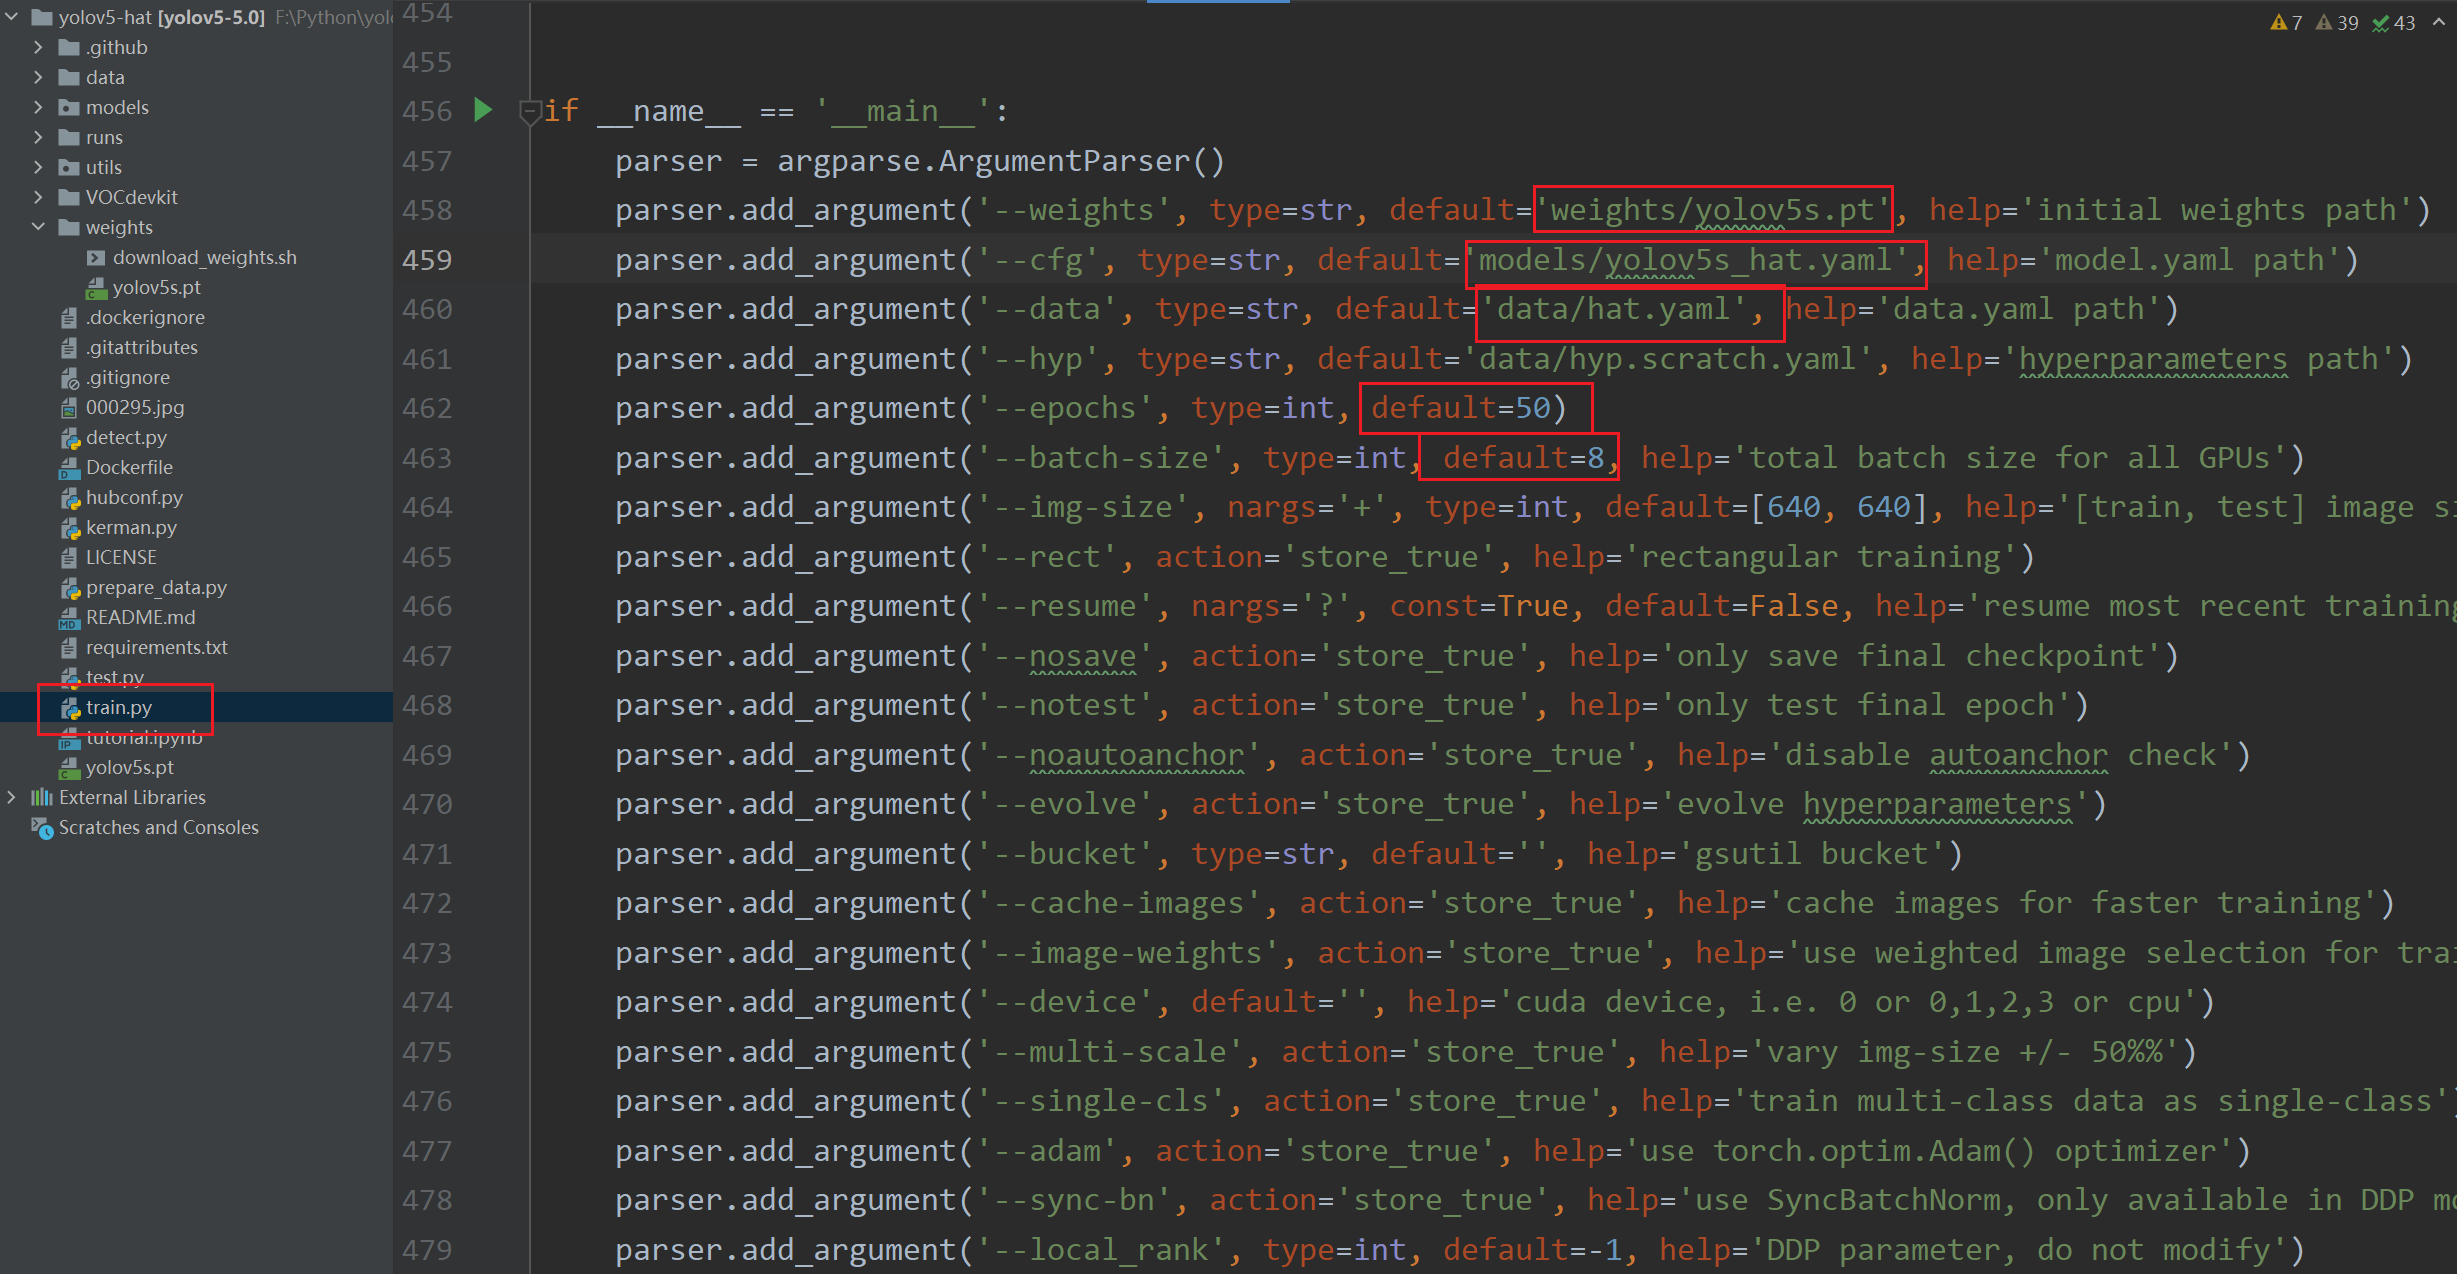 yolov5-hat [yolov5-5.0] F:\Python\yolo
.github
data
models
runs
utils
VOCdevkit
weights
download_weights.sh
yolov5s.pt
.dockerignore
.gitattributes
.gitignore
000295.jpg
detect.py
Dockerfile
hubconf.py
kerman.py
LICENSE
prepare_data.py
README.md
requirements.txt
test.py
train.py
tutorial.ipynb
yolov5s.pt
External Libraries
Scratches and Consoles
7 39 43
454
455
456 if __name__ == '__main__':
457 parser = argparse.ArgumentParser()
458 parser.add_argument('--weights', type=str, default='weights/yolov5s.pt', help='initial weights path')
459 parser.add_argument('--cfg', type=str, default='models/yolov5s_hat.yaml', help='model.yaml path')
460 parser.add_argument('--data', type=str, default='data/hat.yaml', help='data.yaml path')
461 parser.add_argument('--hyp', type=str, default='data/hyp.scratch.yaml', help='hyperparameters path')
462 parser.add_argument('--epochs', type=int, default=50)
463 parser.add_argument('--batch-size', type=int, default=8, help='total batch size for all GPUs')
464 parser.add_argument('--img-size', nargs='+', type=int, default=[640, 640], help='[train, test] image si
465 parser.add_argument('--rect', action='store_true', help='rectangular training')
466 parser.add_argument('--resume', nargs='?', const=True, default=False, help='resume most recent training
467 parser.add_argument('--nosave', action='store_true', help='only save final checkpoint')
468 parser.add_argument('--notest', action='store_true', help='only test final epoch')
469 parser.add_argument('--noautoanchor', action='store_true', help='disable autoanchor check')
470 parser.add_argument('--evolve', action='store_true', help='evolve hyperparameters')
471 parser.add_argument('--bucket', type=str, default='', help='gsutil bucket')
472 parser.add_argument('--cache-images', action='store_true', help='cache images for faster training')
473 parser.add_argument('--image-weights', action='store_true', help='use weighted image selection for trai
474 parser.add_argument('--device', default='', help='cuda device, i.e. 0 or 0,1,2,3 or cpu')
475 parser.add_argument('--multi-scale', action='store_true', help='vary img-size +/- 50%%')
476 parser.add_argument('--single-cls', action='store_true', help='train multi-class data as single-class')
477 parser.add_argument('--adam', action='store_true', help='use torch.optim.Adam() optimizer')
478 parser.add_argument('--sync-bn', action='store_true', help='use SyncBatchNorm, only available in DDP mo
479 parser.add_argument('--local_rank', type=int, default=-1, help='DDP parameter, do not modify')